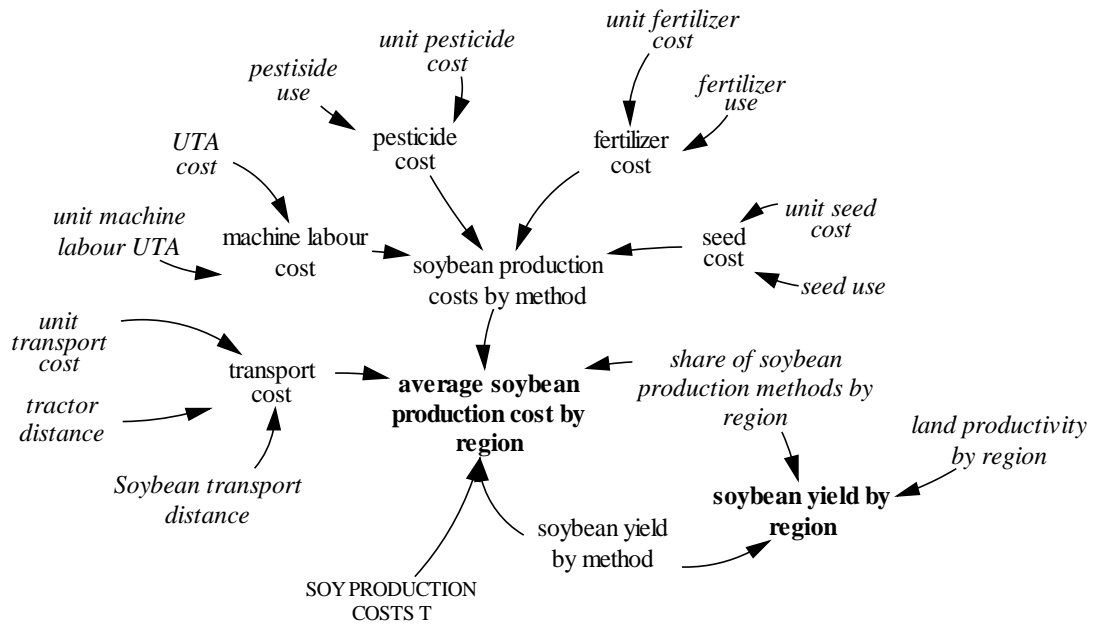 unit fertilizer
cost
unit pesticide
cost
pestiside
use
fertilizer
use
UTA
cost
pesticide
cost
fertilizer
cost
unit machine
labour UTA
machine labour
cost
soybean production
costs by method
seed
cost
unit seed
cost
seed use
unit
transport
cost
transport
cost
average soybean
production cost by
region
share of soybean
production methods by
region
tractor
distance
land productivity
by region
Soybean transport
distance
soybean yield by
region
soybean yield
by method
SOY PRODUCTION
COSTS T